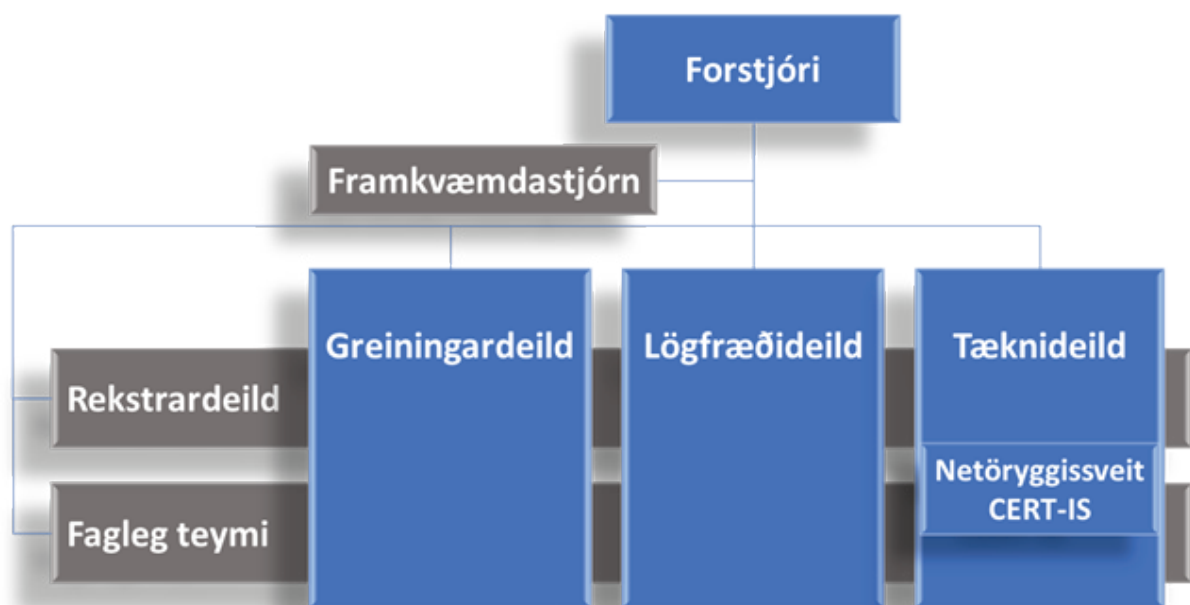 Forstjóri
Framkvæmdastjórn
Greiningardeild
Lögfræðideild
Tæknideild
Rekstrardeild
Netöryggissveit
CERT-IS
Fagleg teymi